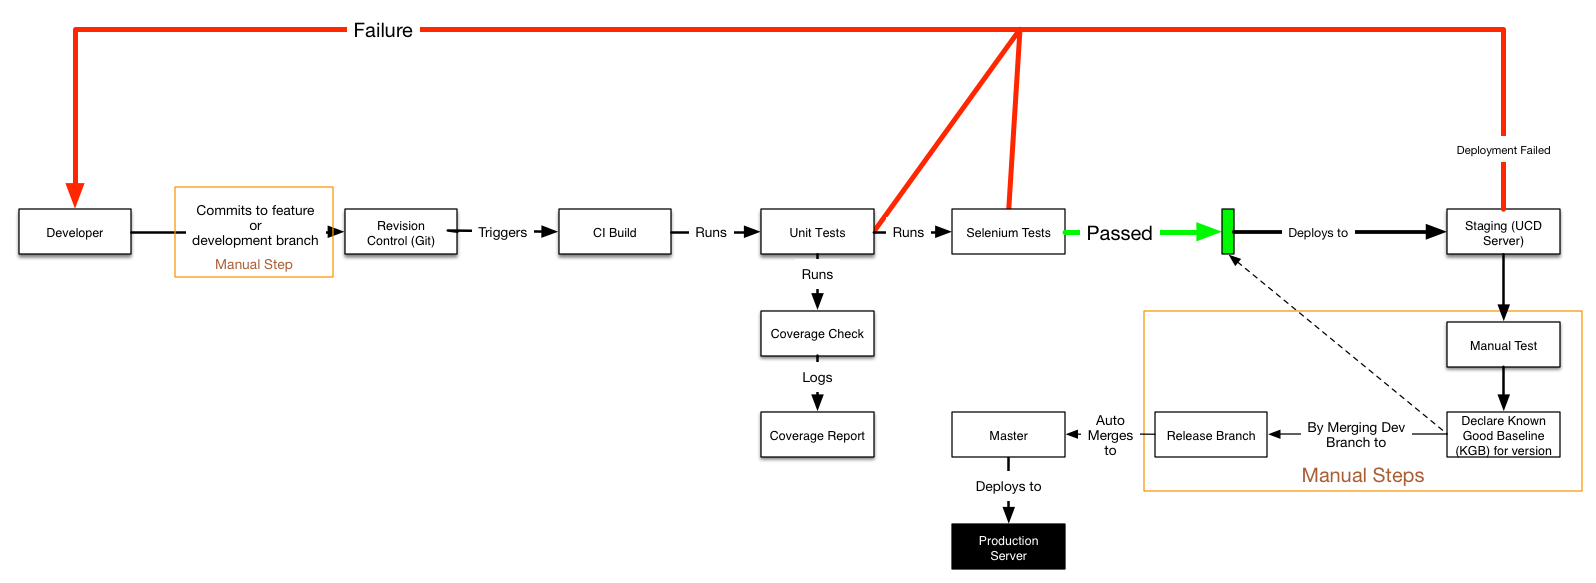 Failure
Deployment Failed
Developer
Commits to feature
or
development branch
Manual Step
Revision
Control (Git)
Triggers
CI Build
Runs
Unit Tests
Runs
Selenium Tests
Passed
Deploys to
Staging (UCD
Server)
Runs
Coverage Check
Logs
Coverage Report
Manual Test
Declare Known
Good Baseline
(KGB) for version
By Merging Dev
Branch to
Release Branch
Auto
Merges
to
Master
Manual Steps
Deploys to
Production
Server